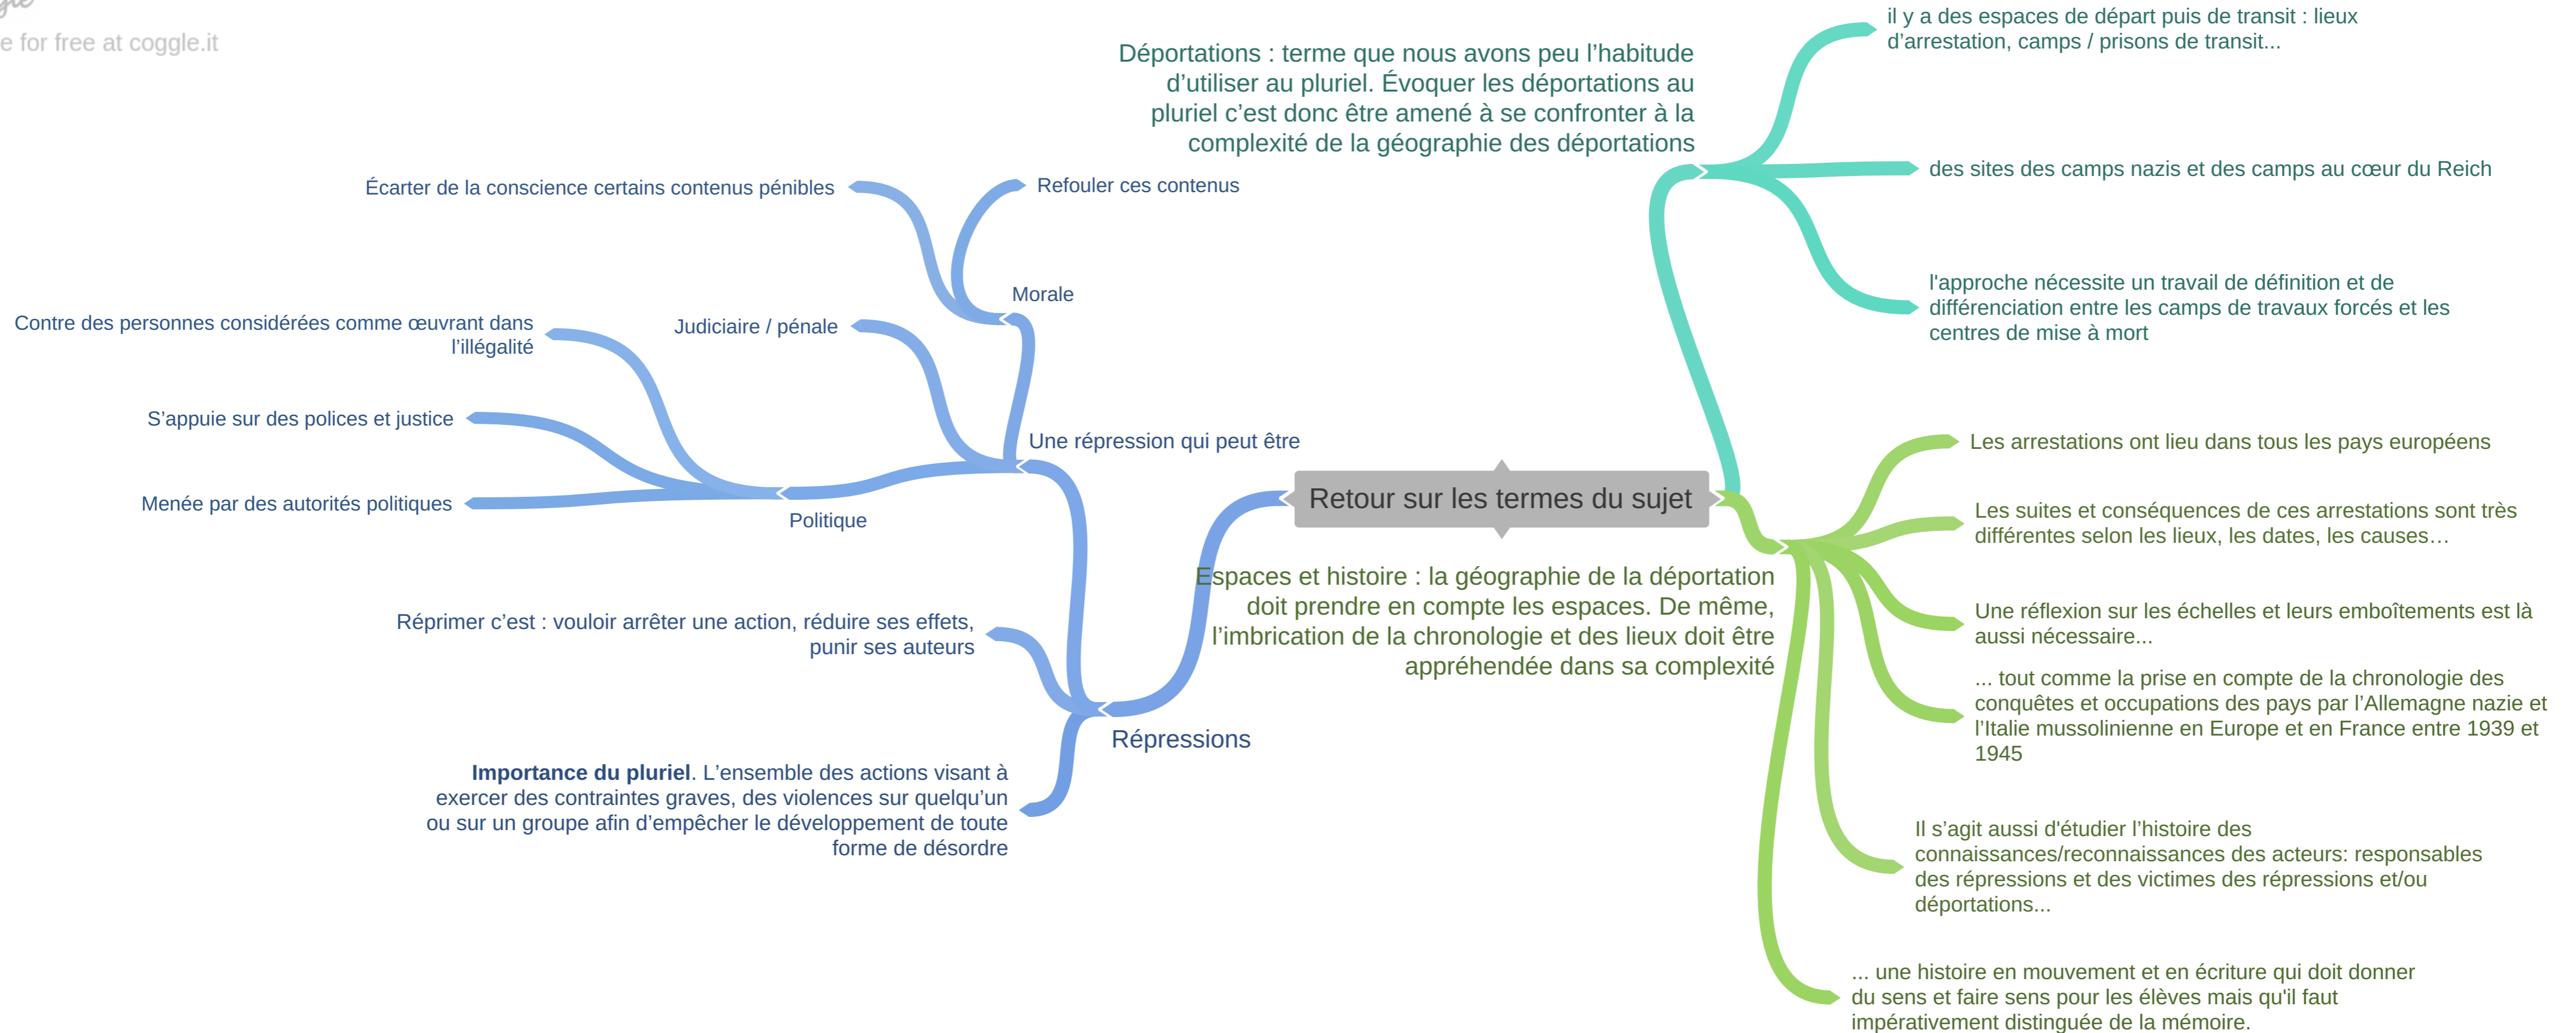 e for free at coggle.it
Retour sur les termes du sujet
Déportations : terme que nous avons peu l’habitude
d’utiliser au pluriel. Évoquer les déportations au
pluriel c’est donc être amené à se confronter à la
complexité de la géographie des déportations
il y a des espaces de départ puis de transit : lieux
d’arrestation, camps / prisons de transit...
des sites des camps nazis et des camps au cœur du Reich
l'approche nécessite un travail de définition et de
différenciation entre les camps de travaux forcés et les
centres de mise à mort
Espaces et histoire : la géographie de la déportation
doit prendre en compte les espaces. De même,
l’imbrication de la chronologie et des lieux doit être
appréhendée dans sa complexité
Les arrestations ont lieu dans tous les pays européens
Les suites et conséquences de ces arrestations sont très
différentes selon les lieux, les dates, les causes…
Une réflexion sur les échelles et leurs emboîtements est là
aussi nécessaire...
... tout comme la prise en compte de la chronologie des
conquêtes et occupations des pays par l’Allemagne nazie et
l’Italie mussolinienne en Europe et en France entre 1939 et
1945
Il s’agit aussi d'étudier l’histoire des
connaissances/reconnaissances des acteurs: responsables
des répressions et des victimes des répressions et/ou
déportations...
... une histoire en mouvement et en écriture qui doit donner
du sens et faire sens pour les élèves mais qu'il faut
impérativement distinguée de la mémoire.
Répressions
Une répression qui peut être
Morale
Refouler ces contenus
Écarter de la conscience certains contenus pénibles
Judiciaire / pénale
Politique
Contre des personnes considérées comme œuvrant dans
l’illégalité
S’appuie sur des polices et justice
Menée par des autorités politiques
Réprimer c’est : vouloir arrêter une action, réduire ses effets,
punir ses auteurs
Importance du pluriel. L’ensemble des actions visant à
exercer des contraintes graves, des violences sur quelqu’un
ou sur un groupe afin d’empêcher le développement de toute
forme de désordre